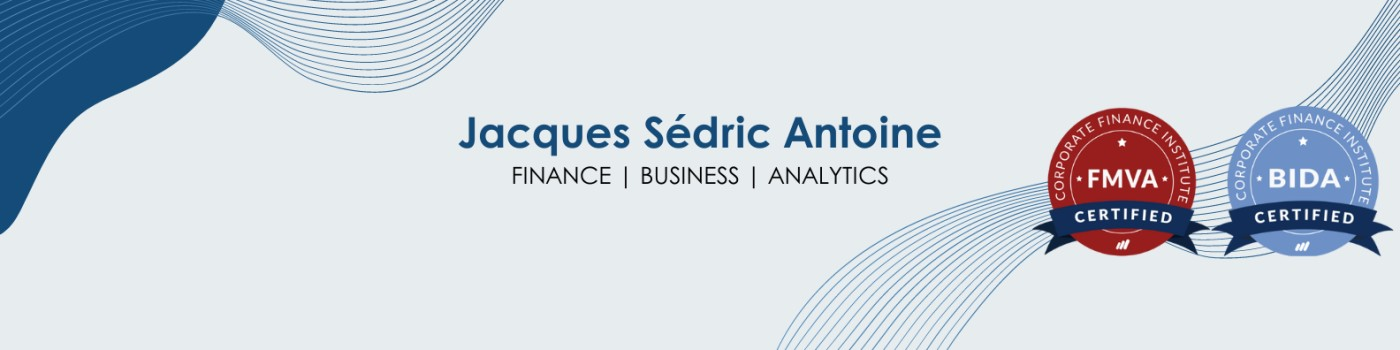 Jacques Sédric Antoine
FINANCE | BUSINESS | ANALYTICS
CORPORATE FINANCE INSTITUTE
FMVA
CERTIFIED
CORPORATE FINANCE INSTITUTE
BIDA
CERTIFIED